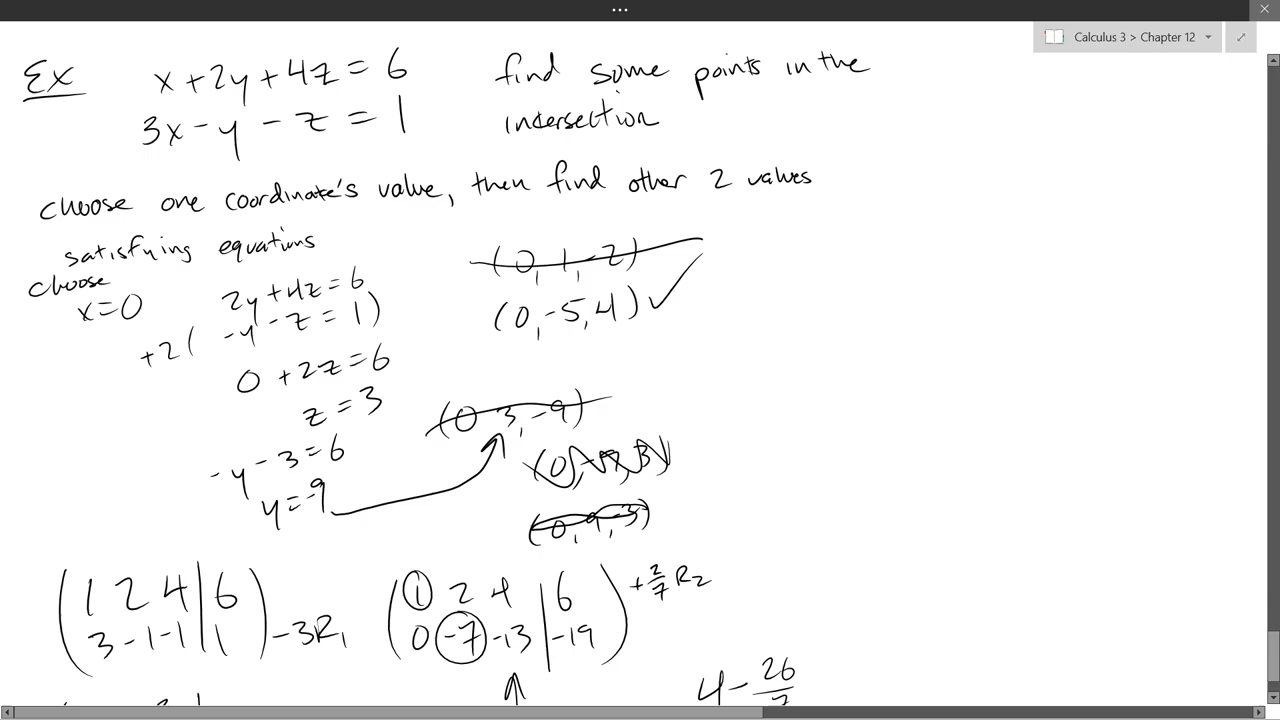 Calculus 3 > Chapter 12
Ex x+2y+4z=6 find some points in the
3x-y-z=1 intersection
choose one coordinate's value, then find other 2 values
satisfying equations
choose
x=0
2y+4z=6
+2( -y-z=1)
0+2z=6
z=3
-y-3=6
y=-9
(0,1,-2)
(0,-5,4)✓
(0 3,-9)
(0,9,-3)
(1 2 4 | 6
3 -1 -1 | 1) -3R₁
(1 2 4 | 6
0 -7 -13 | -19) +2/7 R₂
4 - 26/7